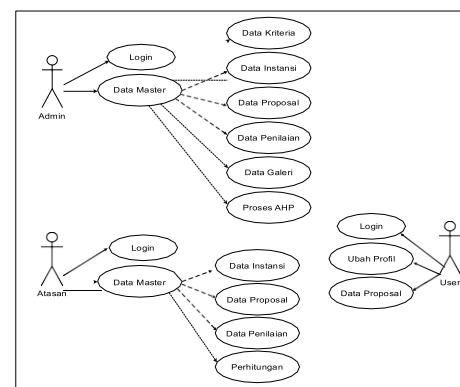 Data Kriteria
Login
Data Instansi
Data Master
Data Proposal
Admin
Data Penilaian
Data Galeri
Proses AHP
Login
Data Instansi
Data Master
Atasan
Data Proposal
Data Penilaian
Perhitungan
Login
Ubah Profil
User
Data Proposal